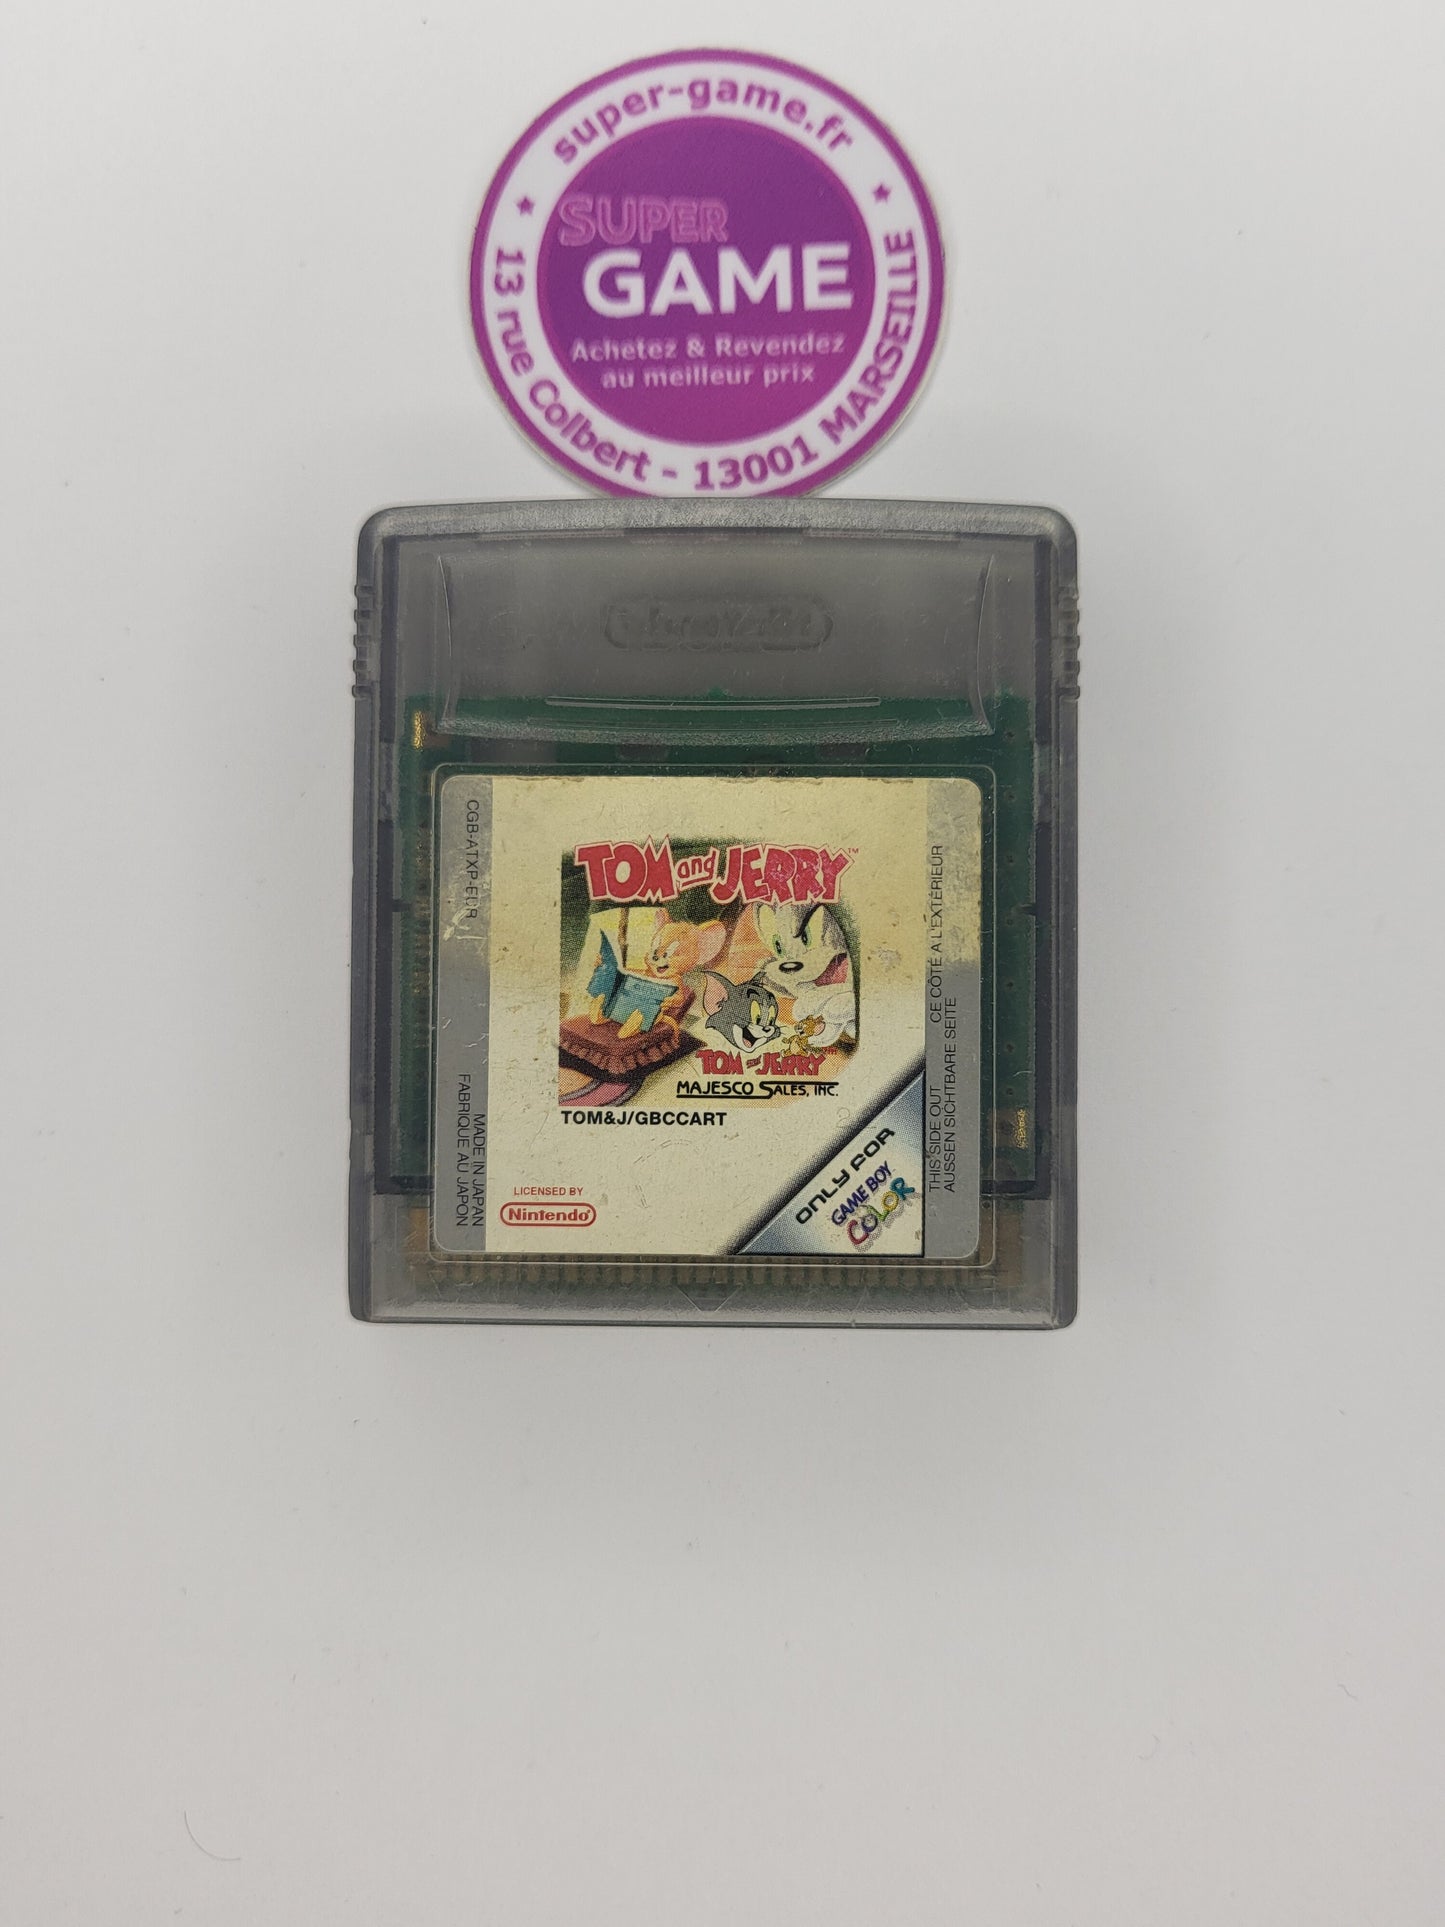 super-game.fr
SUPER
GAME
Achetez & Revendez
au meilleur prix
13 rue Colbert - 13001 MARSEILLE
CGB-ATXP-EUR
MADE IN JAPAN
FABRIQUE AU JAPON
TOM and JERRY™
TOM and JERRY™
MAJESCO SALES, INC.
TOM&J/GBCCART
LICENSED BY
Nintendo®
ONLY FOR
GAME BOY
COLOR
THIS SIDE OUT CE CÔTÉ A L'EXTÉRIEUR
AUSSEN SICHTBARE SEITE